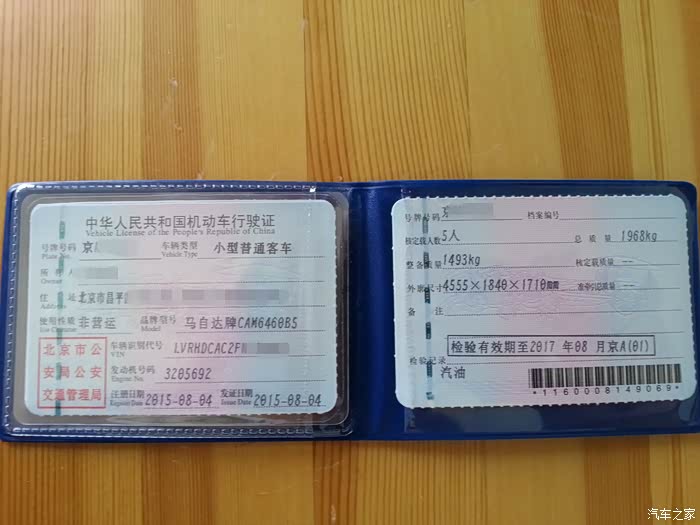 中华人民共和国机动车行驶证
Vehicle License of the People's Republic of China
号牌号码 京 车辆类型 小型普通客车
Plate No. Vehicle Type
所有人
住址 北京市昌平
Address
使用性质 非营运 品牌型号 马自达牌CAM6460B5
Use Character Model
北京市公
安局公安
交通管理局
车辆识别代号 LVRHDCAC2FN
VIN
发动机号码 3205692
Engine No.
注册日期 2015-08-04 发证日期 2015-08-04
Register Date Issue Date
号牌号码 档案编号
核定载人数 5人 总质量 1968kg
整备质量 1493kg 核定载质量 --
外廓尺寸 4555×1840×1710 准牵引总质量 --
备注
检验有效期至2017年08月京A(01)
检验记录
汽油
*1160008149069*
汽车之家